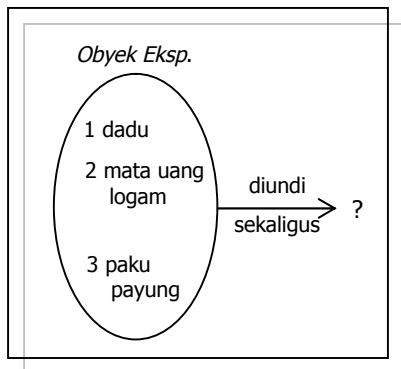 Obyek Eksp.
1 dadu
2 mata uang
logam
3 paku
payung
diundi
sekaligus
?